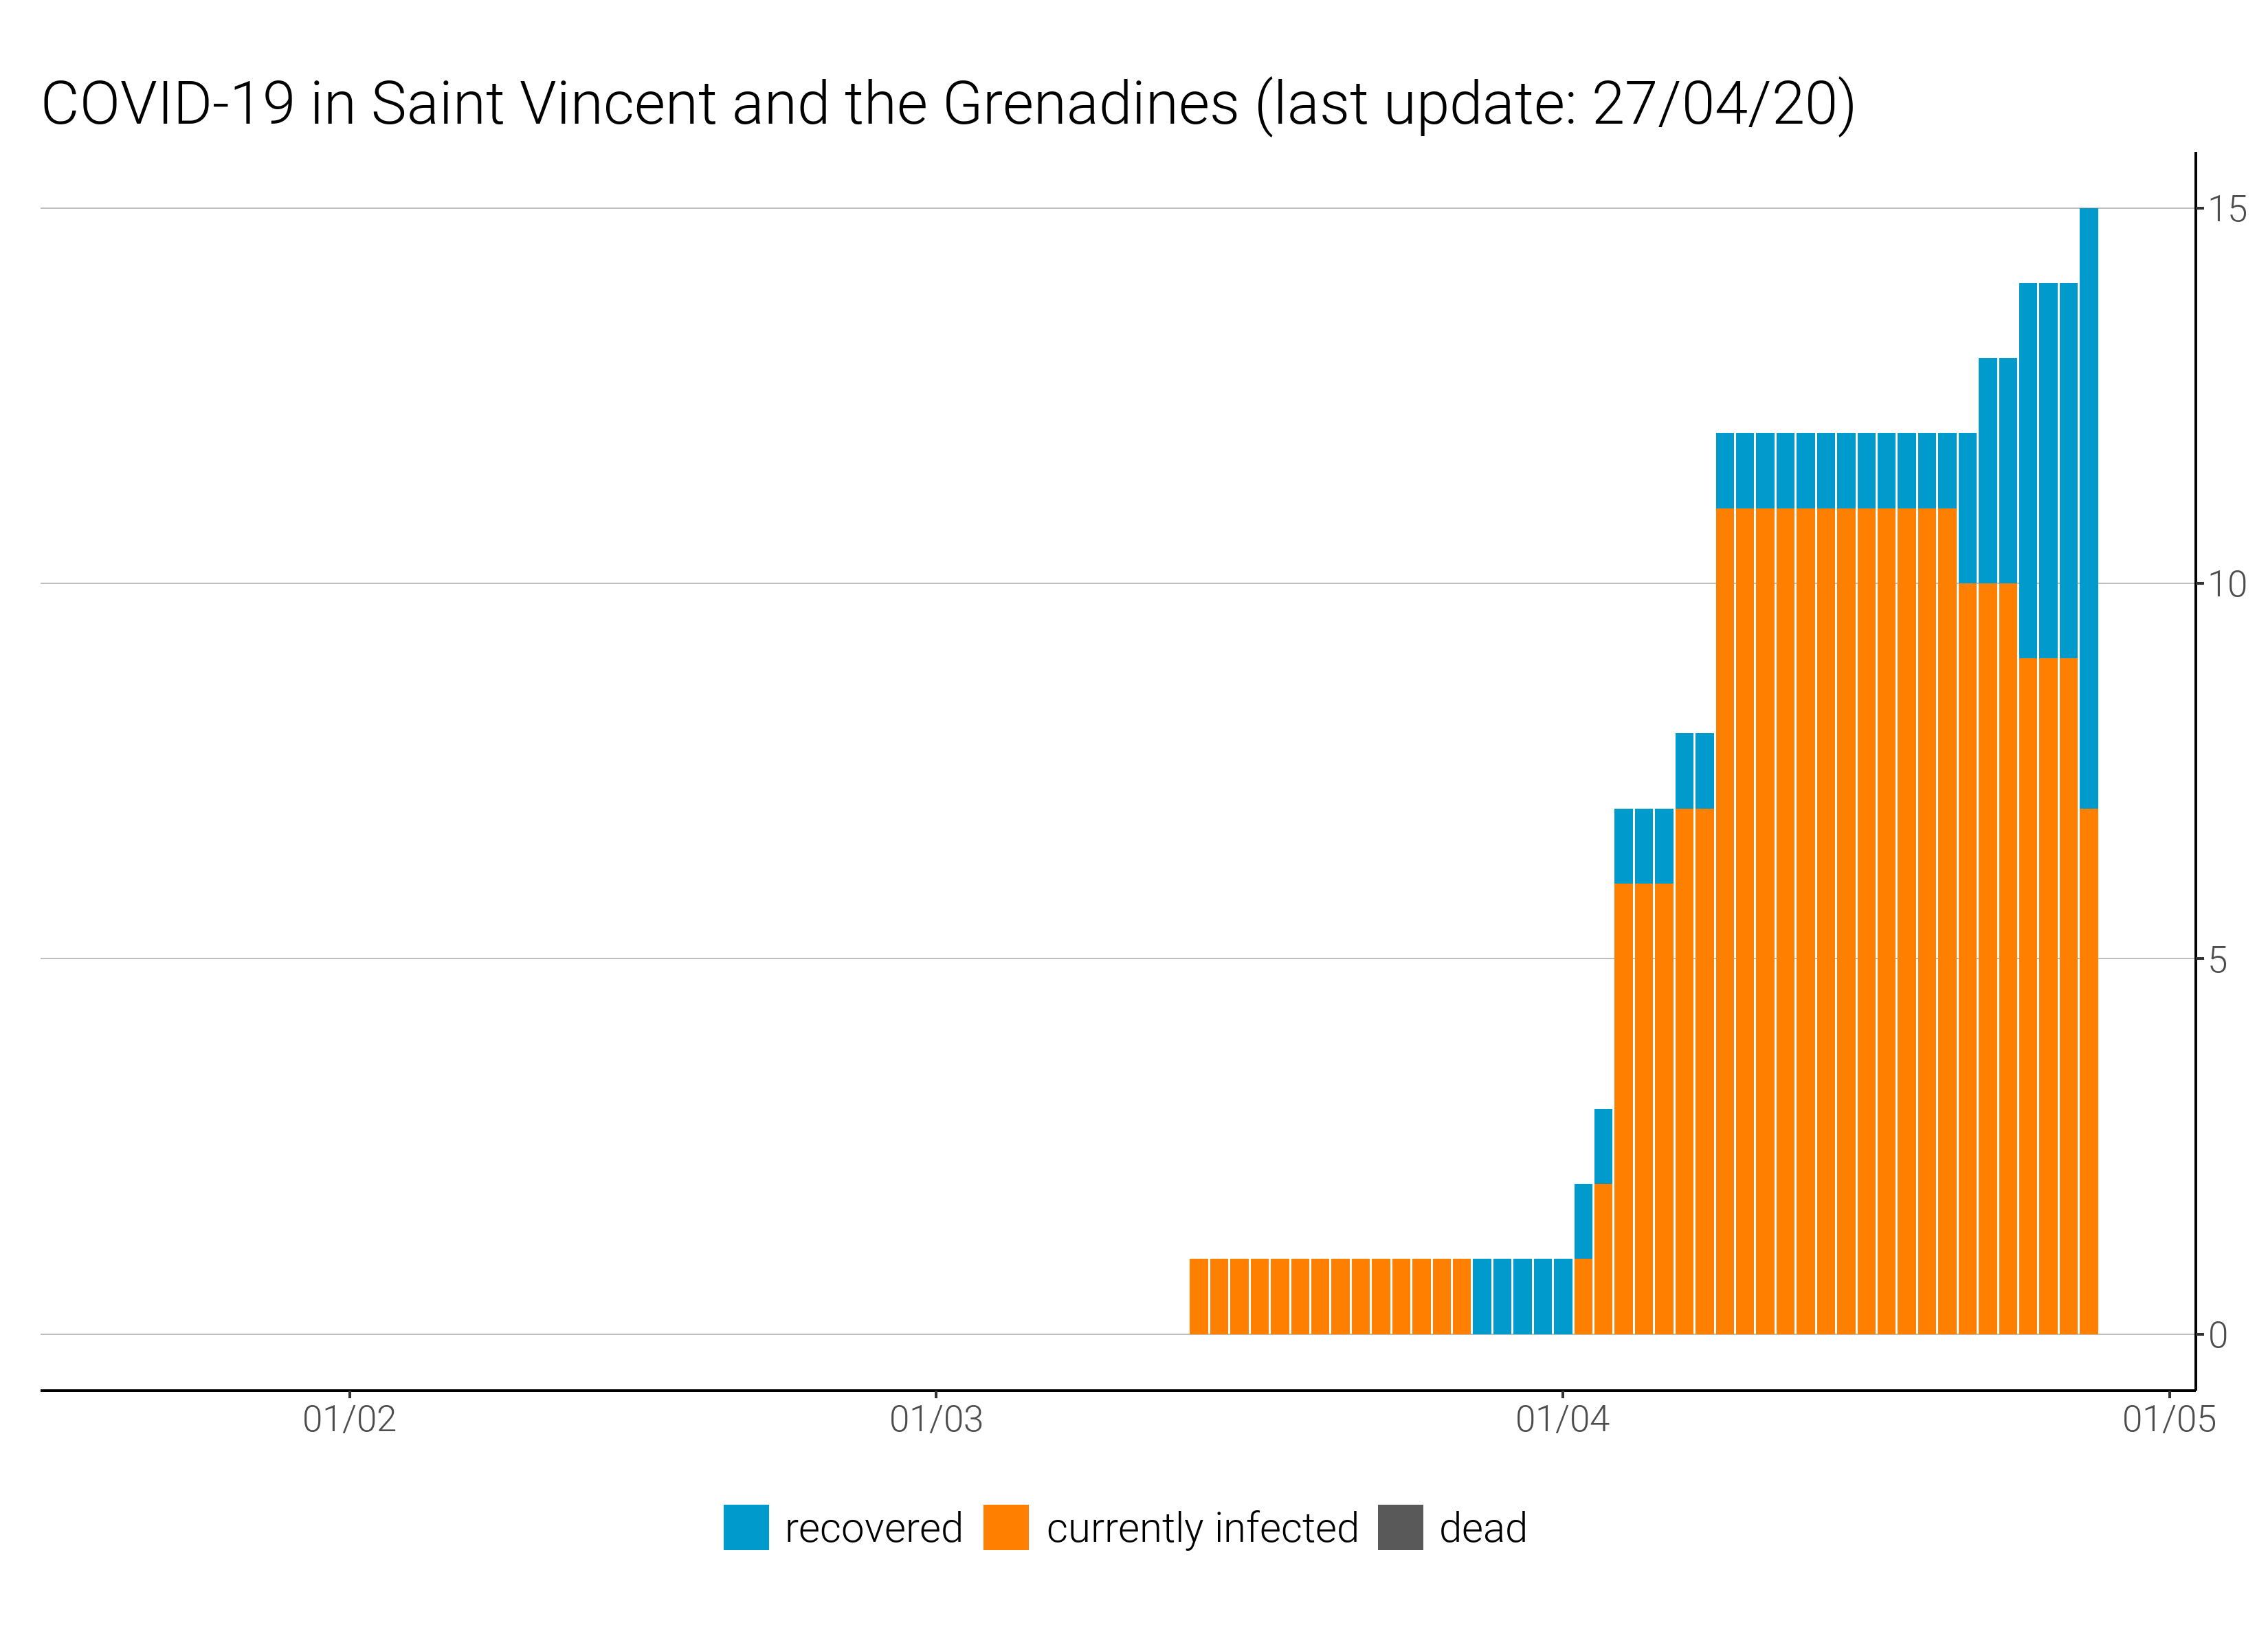 COVID-19 in Saint Vincent and the Grenadines (last update: 27/04/20)
15
10
5
0
01/02 01/03 01/04 01/05
recovered currently infected dead